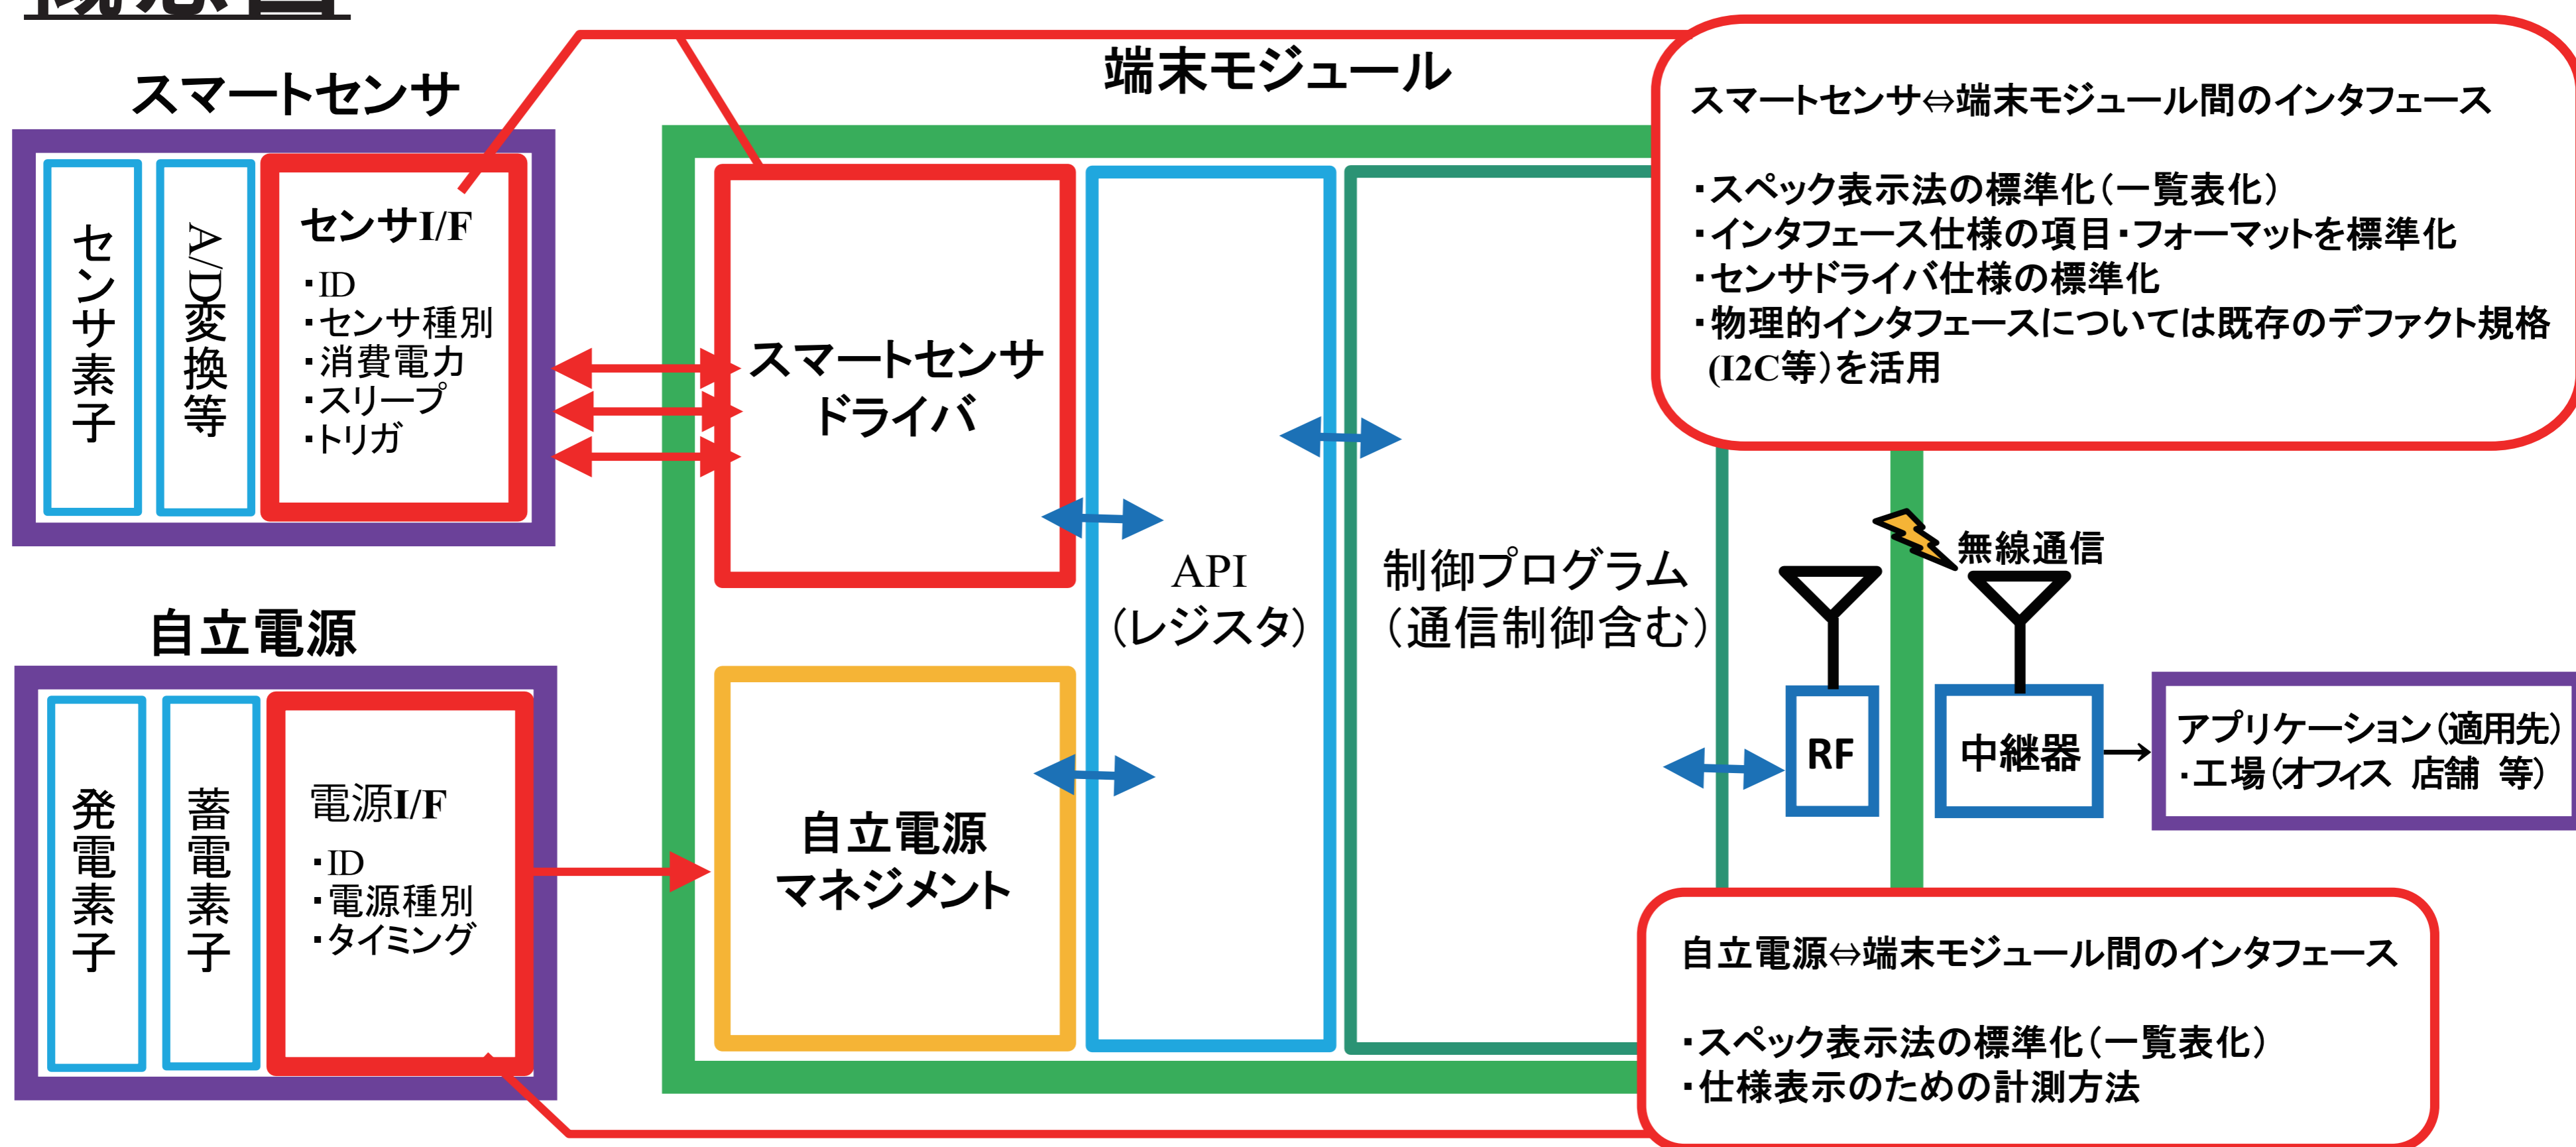 スマートセンサ
センサ素子
A/D変換等
センサI/F
・ID
・センサ種別
・消費電力
・スリープ
・トリガ
自立電源
発電素子
蓄電素子
電源I/F
・ID
・電源種別
・タイミング
端末モジュール
スマートセンサ
ドライバ
自立電源
マネジメント
API
（レジスタ）
制御プログラム
（通信制御含む）
スマートセンサ⇔端末モジュール間のインタフェース
・スペック表示法の標準化（一覧表化）
・インタフェース仕様の項目・フォーマットを標準化
・センサドライバ仕様の標準化
・物理的インタフェースについては既存のデファクト規格
(I2C等）を活用
無線通信
RF
中継器
アプリケーション（適用先）
・工場（オフィス 店舗 等）
自立電源⇔端末モジュール間のインタフェース
・スペック表示法の標準化（一覧表化）
・仕様表示のための計測方法